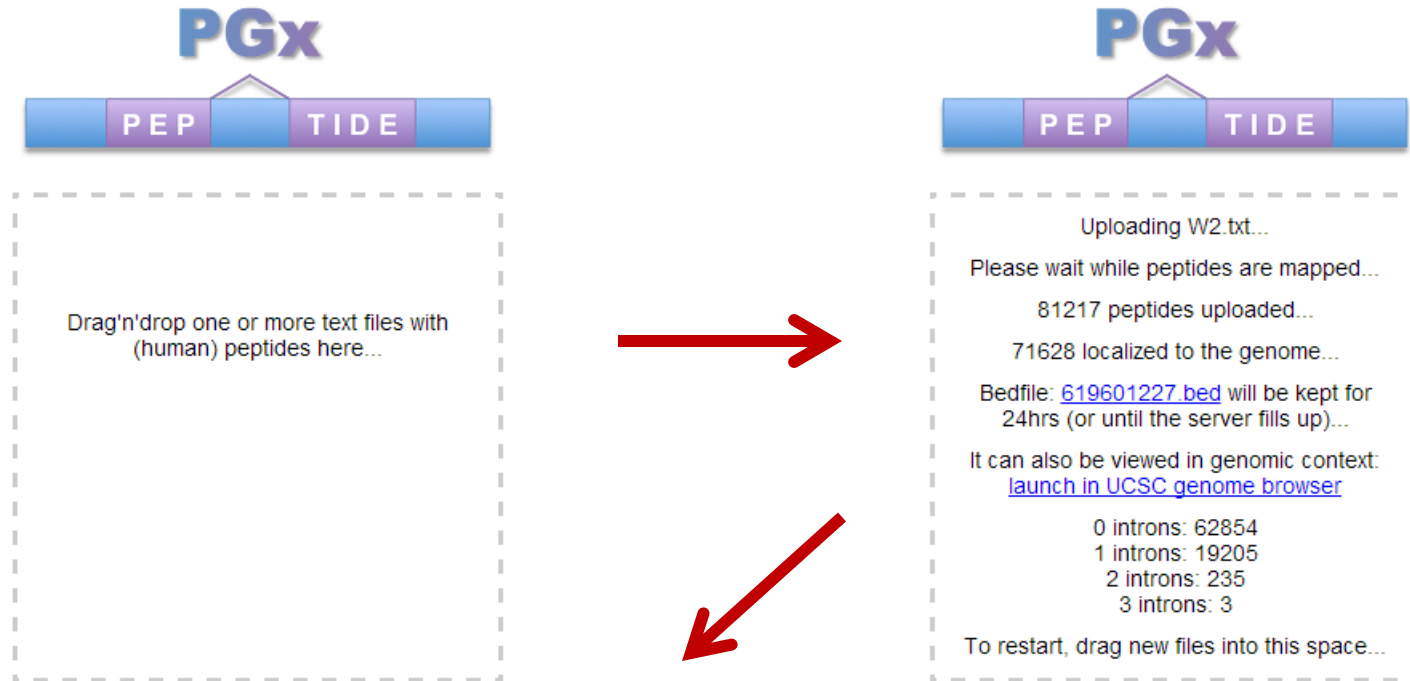 PGx
PEP TIDE
Drag'n'drop one or more text files with
(human) peptides here...
PGx
PEP TIDE
Uploading W2.txt...
Please wait while peptides are mapped...
81217 peptides uploaded...
71628 localized to the genome...
Bedfile: 619601227.bed will be kept for
24hrs (or until the server fills up)...
It can also be viewed in genomic context:
launch in UCSC genome browser
0 introns: 62854
1 introns: 19205
2 introns: 235
3 introns: 3
To restart, drag new files into this space...